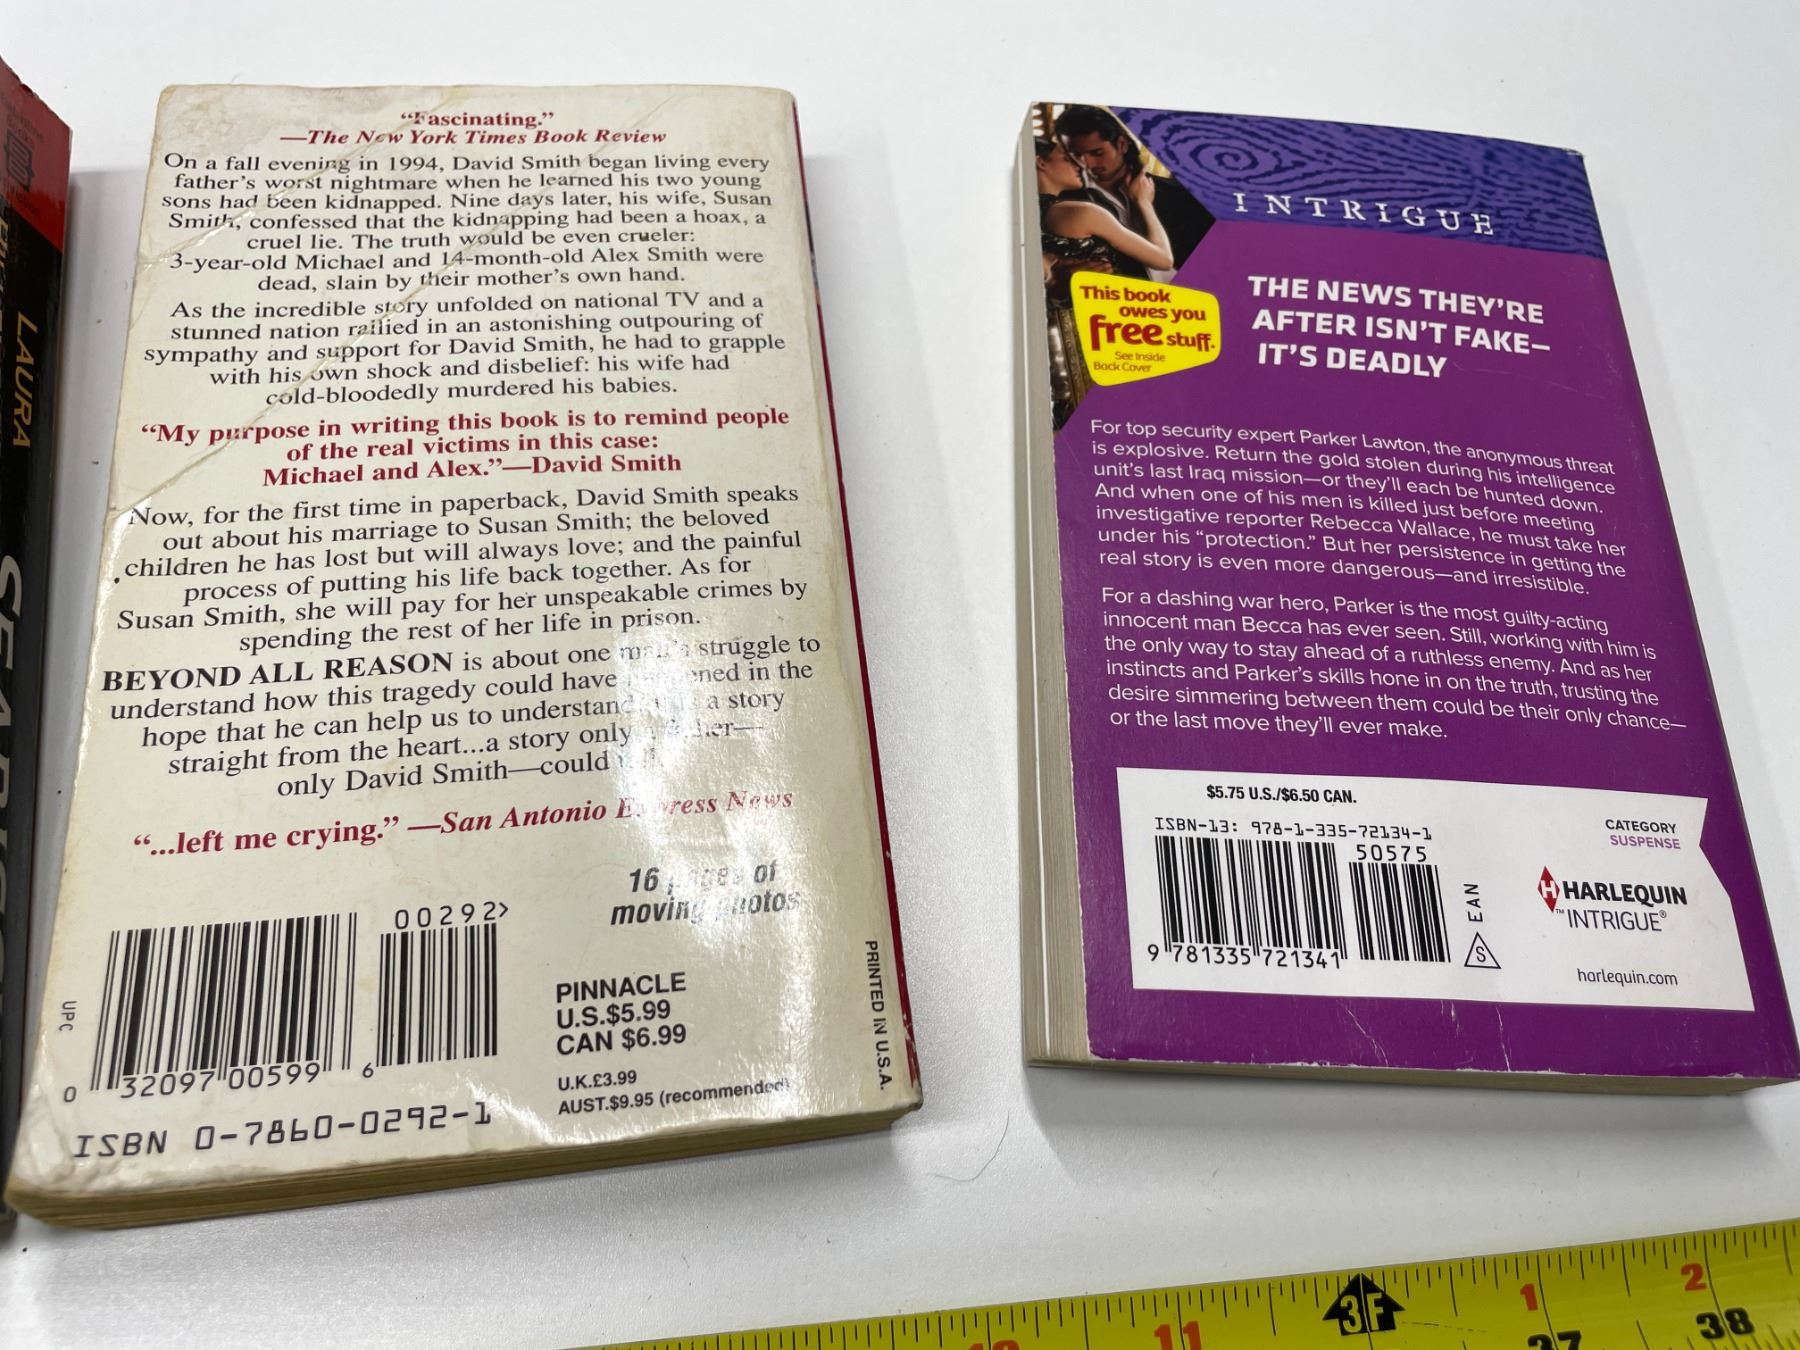 LAURA
"Fascinating."
—The New York Times Book Review
On a fall evening in 1994, David Smith began living every
father's worst nightmare when he learned his two young
sons had been kidnapped. Nine days later, his wife, Susan
Smith, confessed that the kidnapping had been a hoax, a
cruel lie. The truth would be even crueler:
3-year-old Michael and 14-month-old Alex Smith were
dead, slain by their mother's own hand.
As the incredible story unfolded on national TV and a
stunned nation rallied in an astonishing outpouring of
sympathy and support for David Smith, he had to grapple
with his own shock and disbelief: his wife had
cold-bloodedly murdered his babies.
"My purpose in writing this book is to remind people
of the real victims in this case:
Michael and Alex."—David Smith
Now, for the first time in paperback, David Smith speaks
out about his marriage to Susan Smith; the beloved
children he has lost but will always love; and the painful
process of putting his life back together. As for
Susan Smith, she will pay for her unspeakable crimes by
spending the rest of her life in prison.
BEYOND ALL REASON is about one man's struggle to
understand how this tragedy could have happened in the
hope that he can help us to understand a story
straight from the heart...a story only
only David Smith—could
"...left me crying." —San Antonio Express News
16 pages of
moving photos
00292>
UPC
0 32097 00599 6
ISBN 0-7860-0292-1
PINNACLE
U.S.$5.99
CAN $6.99
U.K.£3.99
AUST.$9.95 (recommended)
PRINTED IN U.S.A.
INTRIGUE
This book
owes you
free stuff.
See Inside
Back Cover
THE NEWS THEY'RE
AFTER ISN'T FAKE—
IT'S DEADLY
For top security expert Parker Lawton, the anonymous threat
is explosive. Return the gold stolen during his intelligence
unit's last Iraq mission—or they'll each be hunted down.
And when one of his men is killed just before meeting
investigative reporter Rebecca Wallace, he must take her
under his "protection." But her persistence in getting the
real story is even more dangerous—and irresistible.
For a dashing war hero, Parker is the most guilty-acting
innocent man Becca has ever seen. Still, working with him is
the only way to stay ahead of a ruthless enemy. And as her
instincts and Parker's skills hone in on the truth, trusting the
desire simmering between them could be their only chance—
or the last move they'll ever make.
$5.75 U.S./$6.50 CAN.
ISBN-13: 978-1-335-72134-1
50575
9 781335 721341
EAN
S
CATEGORY
SUSPENSE
H HARLEQUIN
™ INTRIGUE®
harlequin.com
11 3F 1 2
37 38